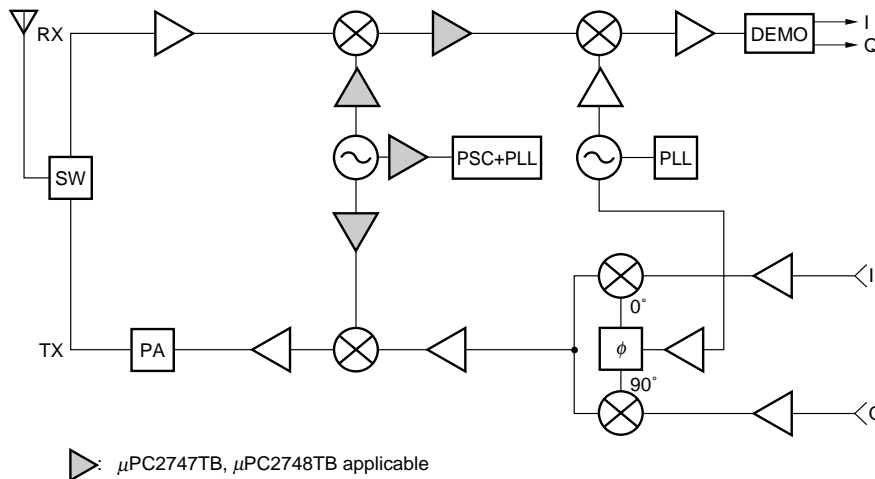 RX
DEMO
I
Q
SW
PSC+PLL
PLL
I
0°
TX
PA
φ
90°
: μPC2747TB, μPC2748TB applicable